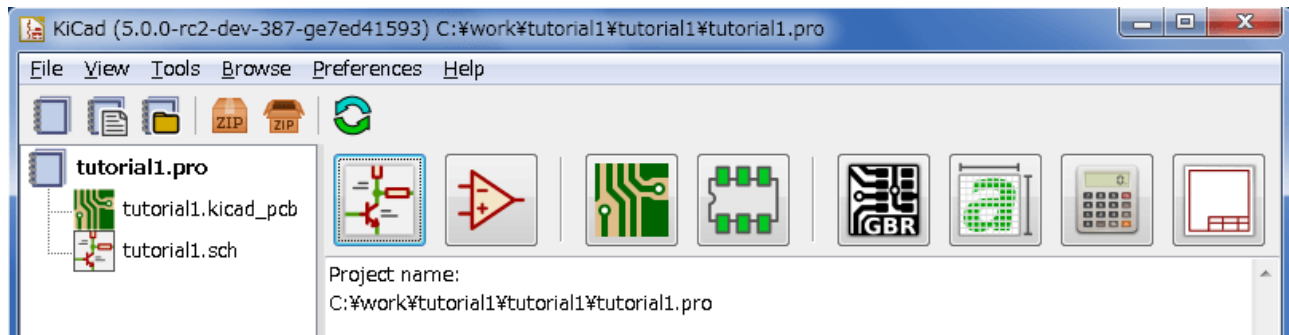 KiCad (5.0.0-rc2-dev-387-ge7ed41593) C:¥work¥tutorial1¥tutorial1¥tutorial1.pro
File View Tools Browse Preferences Help
ZIP ZIP
tutorial1.pro
tutorial1.kicad_pcb
tutorial1.sch
GBR a 0.
Project name:
C:¥work¥tutorial1¥tutorial1¥tutorial1.pro